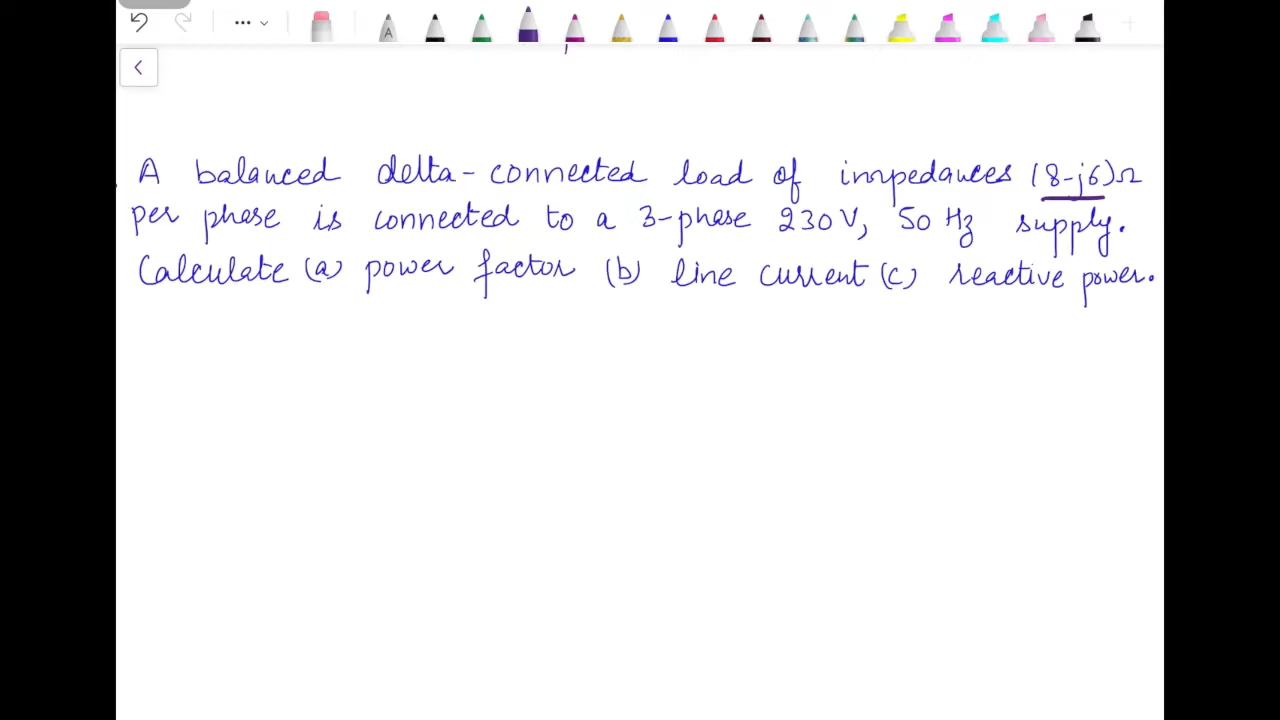 A balanced delta-connected load of impedances (8-j6)Ω
per phase is connected to a 3-phase 230V, 50 Hz supply.
Calculate (a) power factor (b) line current (c) reactive power.